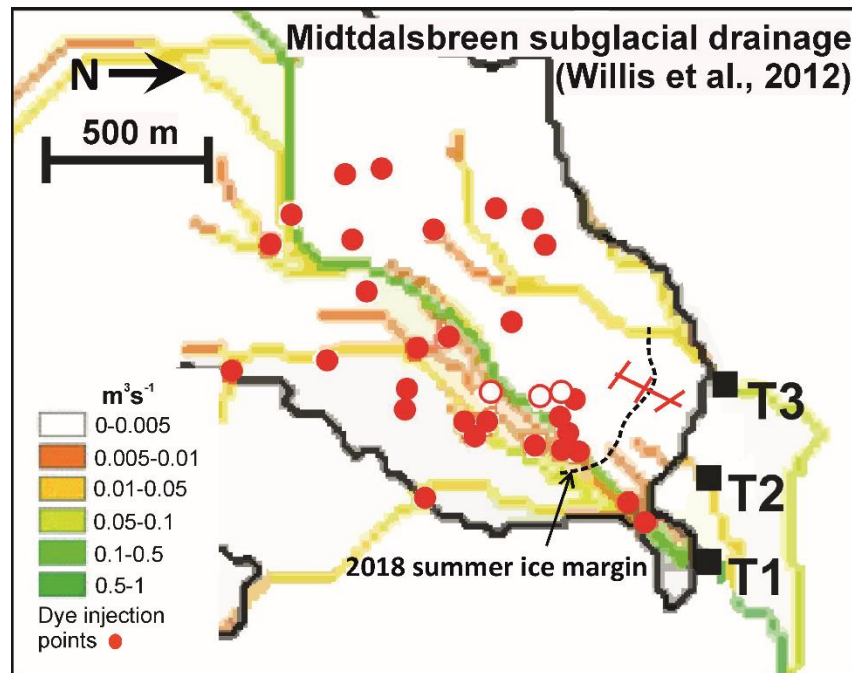 Midtdalsbreen subglacial drainage
(Willis et al., 2012)
N
500 m
T3
T2
T1
2018 summer ice margin
m³s⁻¹
0-0.005
0.005-0.01
0.01-0.05
0.05-0.1
0.1-0.5
0.5-1
Dye injection
points